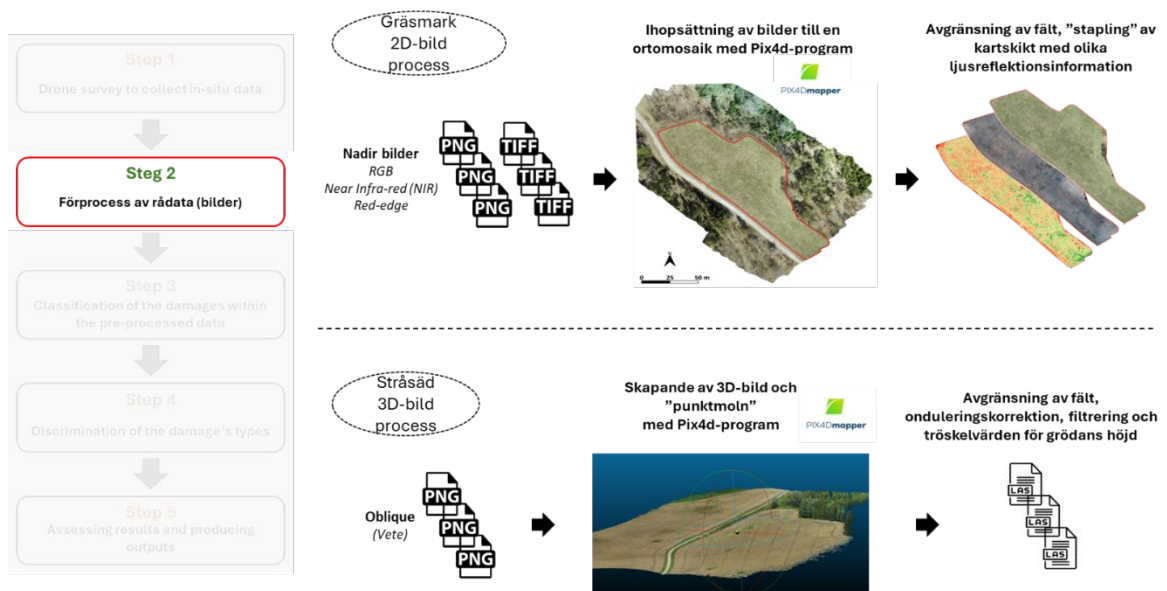 Step 1
Drone survey to collect in-situ data
Steg 2
Förprocess av rådata (bilder)
Step 3
Classification of the damages within
the pre-processed data
Step 4
Discrimination of the damage's types
Step 5
Assessing results and producing
outputs
Gräsmark
2D-bild
process
Nadir bilder
RGB
Near Infra-red (NIR)
Red-edge
PNG
PNG
PNG
TIFF
TIFF
TIFF
Ihopsättning av bilder till en
ortomosaik med Pix4d-program
PIX4Dmapper
0 25 50 m
Avgränsning av fält, ”stapling” av
kartskikt med olika
ljusreflektionsinformation
Stråsäd
3D-bild
process
Oblique
(Vete)
PNG
PNG
PNG
Skapande av 3D-bild och
”punktmoln”
med Pix4d-program
PIX4Dmapper
Avgränsning av fält,
onduleringskorrektion, filtrering och
tröskelvärden för grödans höjd
LAS
LAS
LAS